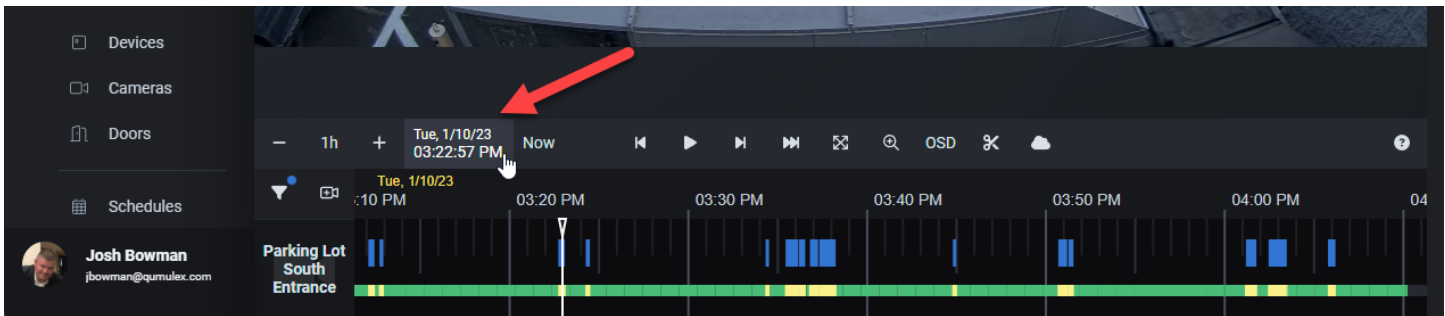 Devices
Cameras
Doors
Schedules
Josh Bowman
jbowman@qumulex.com
1h
Tue, 1/10/23
03:22:57 PM
Now
OSD
Tue, 1/10/23
:10 PM
03:20 PM
03:30 PM
03:40 PM
03:50 PM
04:00 PM
04
Parking Lot
South
Entrance